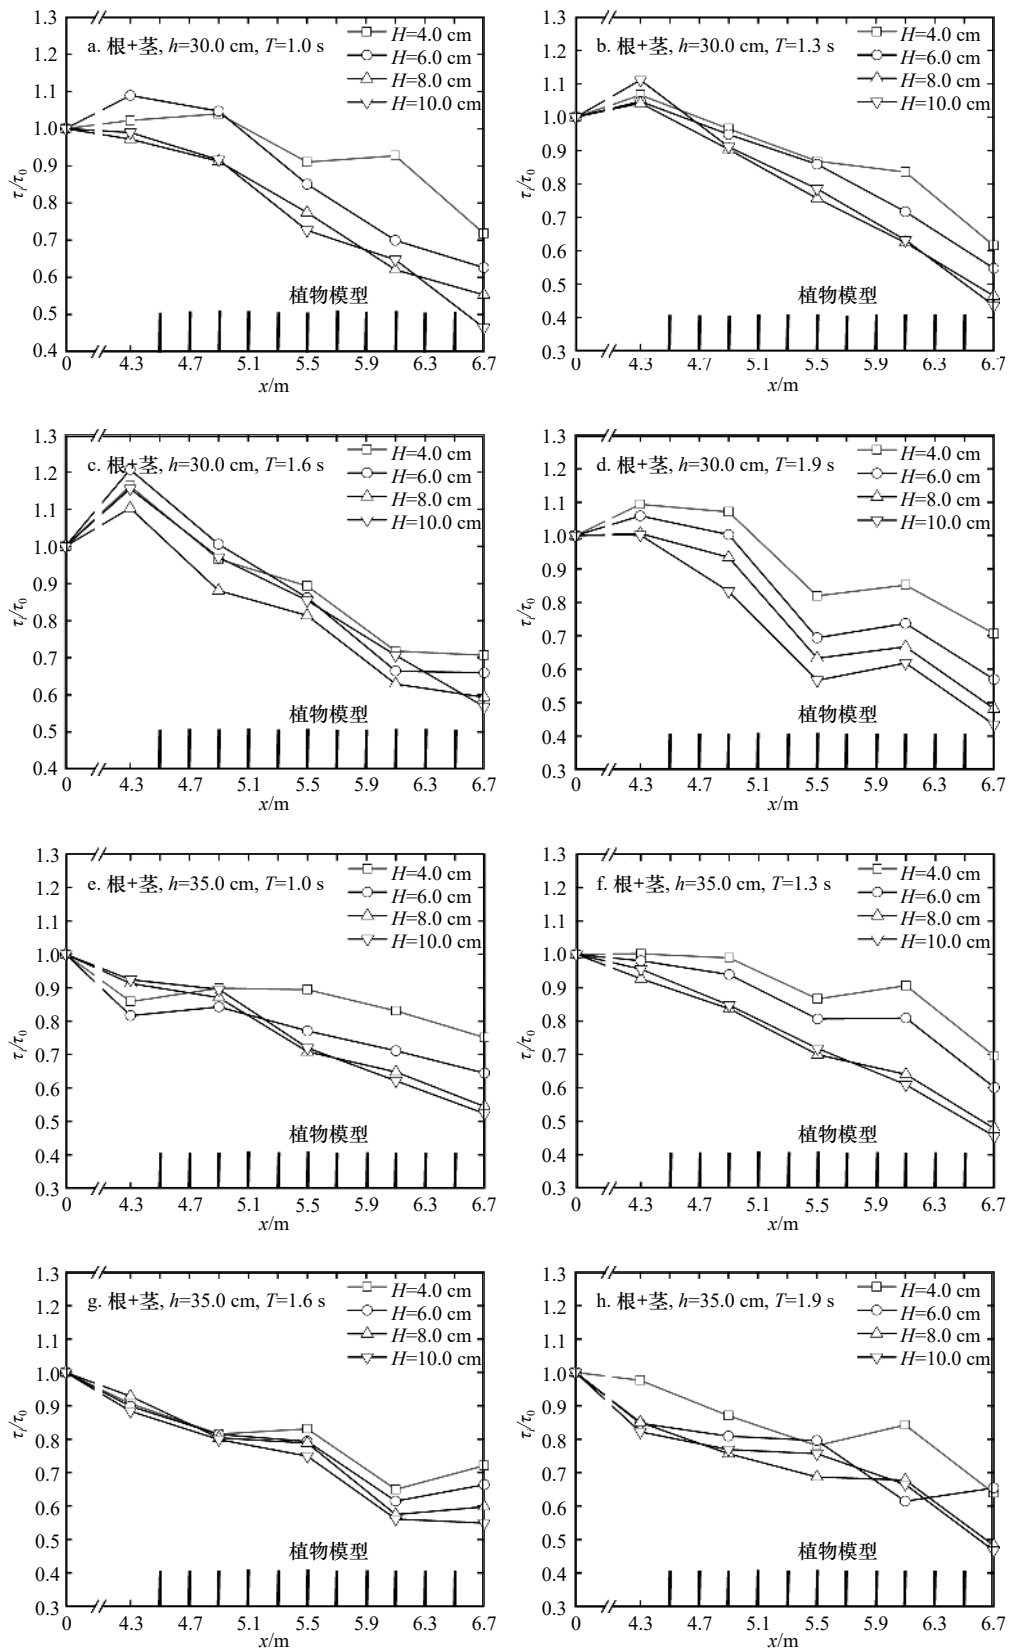 a. 根+茎, h=30.0 cm, T=1.0 s
H=4.0 cm
H=6.0 cm
H=8.0 cm
H=10.0 cm
1.3
1.2
1.1
1.0
0.9
0.8
0.7
0.6
0.5
0.4
τi/τ0
植物模型
0 4.3 4.7 5.1 5.5 5.9 6.3 6.7
x/m
b. 根+茎, h=30.0 cm, T=1.3 s
H=4.0 cm
H=6.0 cm
H=8.0 cm
H=10.0 cm
1.3
1.2
1.1
1.0
0.9
0.8
0.7
0.6
0.5
0.4
0.3
τi/τ0
植物模型
0 4.3 4.7 5.1 5.5 5.9 6.3 6.7
x/m
c. 根+茎, h=30.0 cm, T=1.6 s
H=4.0 cm
H=6.0 cm
H=8.0 cm
H=10.0 cm
1.3
1.2
1.1
1.0
0.9
0.8
0.7
0.6
0.5
0.4
τi/τ0
植物模型
0 4.3 4.7 5.1 5.5 5.9 6.3 6.7
x/m
d. 根+茎, h=30.0 cm, T=1.9 s
H=4.0 cm
H=6.0 cm
H=8.0 cm
H=10.0 cm
1.3
1.2
1.1
1.0
0.9
0.8
0.7
0.6
0.5
0.4
0.3
τi/τ0
植物模型
0 4.3 4.7 5.1 5.5 5.9 6.3 6.7
x/m
e. 根+茎, h=35.0 cm, T=1.0 s
H=4.0 cm
H=6.0 cm
H=8.0 cm
H=10.0 cm
1.3
1.2
1.1
1.0
0.9
0.8
0.7
0.6
0.5
0.4
0.3
τi/τ0
植物模型
0 4.3 4.7 5.1 5.5 5.9 6.3 6.7
x/m
f. 根+茎, h=35.0 cm, T=1.3 s
H=4.0 cm
H=6.0 cm
H=8.0 cm
H=10.0 cm
1.3
1.2
1.1
1.0
0.9
0.8
0.7
0.6
0.5
0.4
0.3
τi/τ0
植物模型
0 4.3 4.7 5.1 5.5 5.9 6.3 6.7
x/m
g. 根+茎, h=35.0 cm, T=1.6 s
H=4.0 cm
H=6.0 cm
H=8.0 cm
H=10.0 cm
1.3
1.2
1.1
1.0
0.9
0.8
0.7
0.6
0.5
0.4
0.3
τi/τ0
植物模型
0 4.3 4.7 5.1 5.5 5.9 6.3 6.7
x/m
h. 根+茎, h=35.0 cm, T=1.9 s
H=4.0 cm
H=6.0 cm
H=8.0 cm
H=10.0 cm
1.3
1.2
1.1
1.0
0.9
0.8
0.7
0.6
0.5
0.4
0.3
τi/τ0
植物模型
0 4.3 4.7 5.1 5.5 5.9 6.3 6.7
x/m